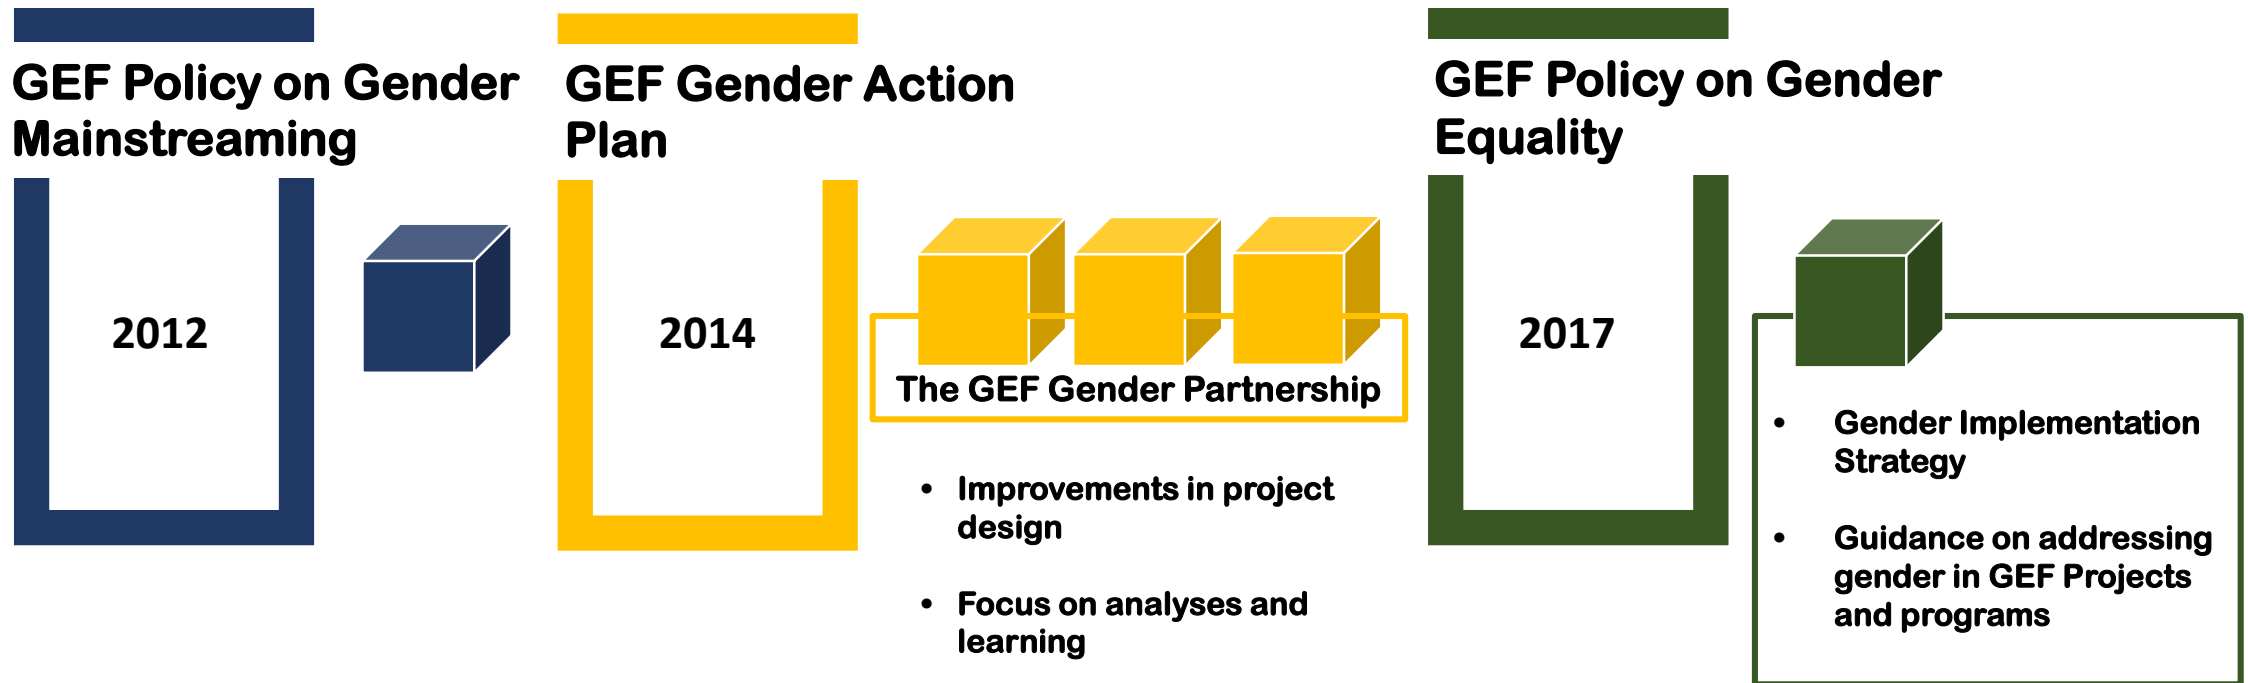 GEF Policy on Gender
Mainstreaming
2012
GEF Gender Action
Plan
2014
The GEF Gender Partnership
• Improvements in project
design
• Focus on analyses and
learning
GEF Policy on Gender
Equality
2017
• Gender Implementation
Strategy
• Guidance on addressing
gender in GEF Projects
and programs